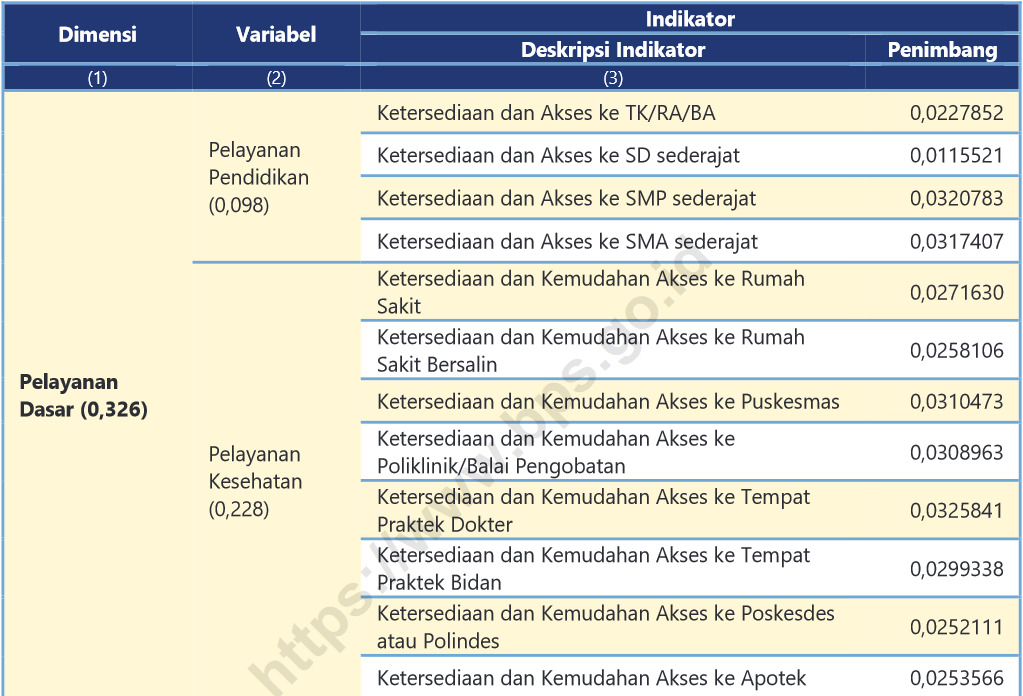 Dimensi Variabel Indikator
Deskripsi Indikator Penimbang
(1) (2) (3)
Ketersediaan dan Akses ke TK/RA/BA 0,0227852
Pelayanan
Pendidikan
(0,098)
Ketersediaan dan Akses ke SD sederajat 0,0115521
Ketersediaan dan Akses ke SMP sederajat 0,0320783
Ketersediaan dan Akses ke SMA sederajat 0,0317407
Pelayanan
Dasar (0,326)
Pelayanan
Kesehatan
(0,228)
Ketersediaan dan Kemudahan Akses ke Rumah
Sakit 0,0271630
Ketersediaan dan Kemudahan Akses ke Rumah
Sakit Bersalin 0,0258106
Ketersediaan dan Kemudahan Akses ke Puskesmas 0,0310473
Ketersediaan dan Kemudahan Akses ke
Poliklinik/Balai Pengobatan 0,0308963
Ketersediaan dan Kemudahan Akses ke Tempat
Praktek Dokter 0,0325841
Ketersediaan dan Kemudahan Akses ke Tempat
Praktek Bidan 0,0299338
Ketersediaan dan Kemudahan Akses ke Poskesdes
atau Polindes 0,0252111
Ketersediaan dan Kemudahan Akses ke Apotek 0,0253566
https://www.bps.go.id